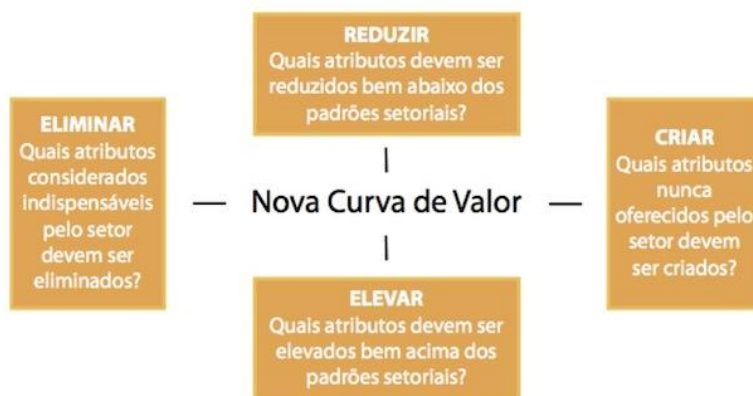 REDUZIR
Quais atributos devem ser
reduzidos bem abaixo dos
padrões setoriais?
ELIMINAR
Quais atributos
considerados
indispensáveis
pelo setor
devem ser
eliminados?
Nova Curva de Valor
CRIAR
Quais atributos
nunca
oferecidos pelo
setor devem
ser criados?
ELEVAR
Quais atributos devem ser
elevados bem acima dos
padrões setoriais?